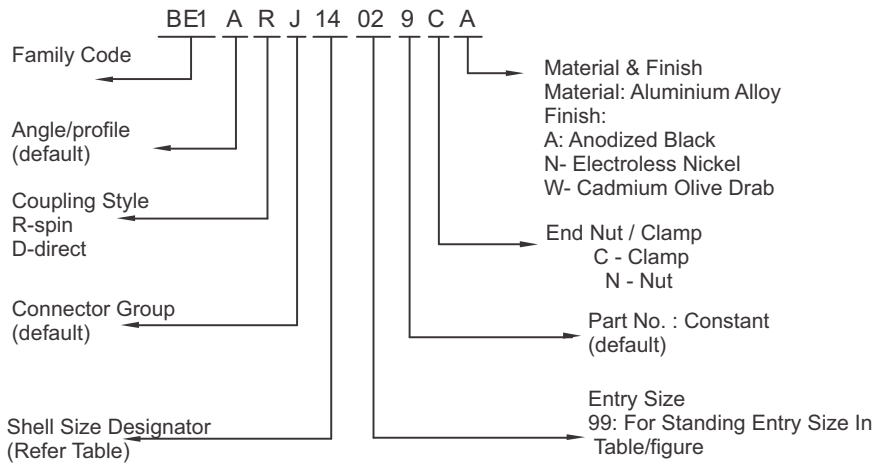 BE1 A R J 14 02 9 C A
Family Code
Angle/profile
(default)
Coupling Style
R-spin
D-direct
Connector Group
(default)
Shell Size Designator
(Refer Table)
Material & Finish
Material: Aluminium Alloy
Finish:
A: Anodized Black
N- Electroless Nickel
W- Cadmium Olive Drab
End Nut / Clamp
C - Clamp
N - Nut
Part No. : Constant
(default)
Entry Size
99: For Standing Entry Size In
Table/figure